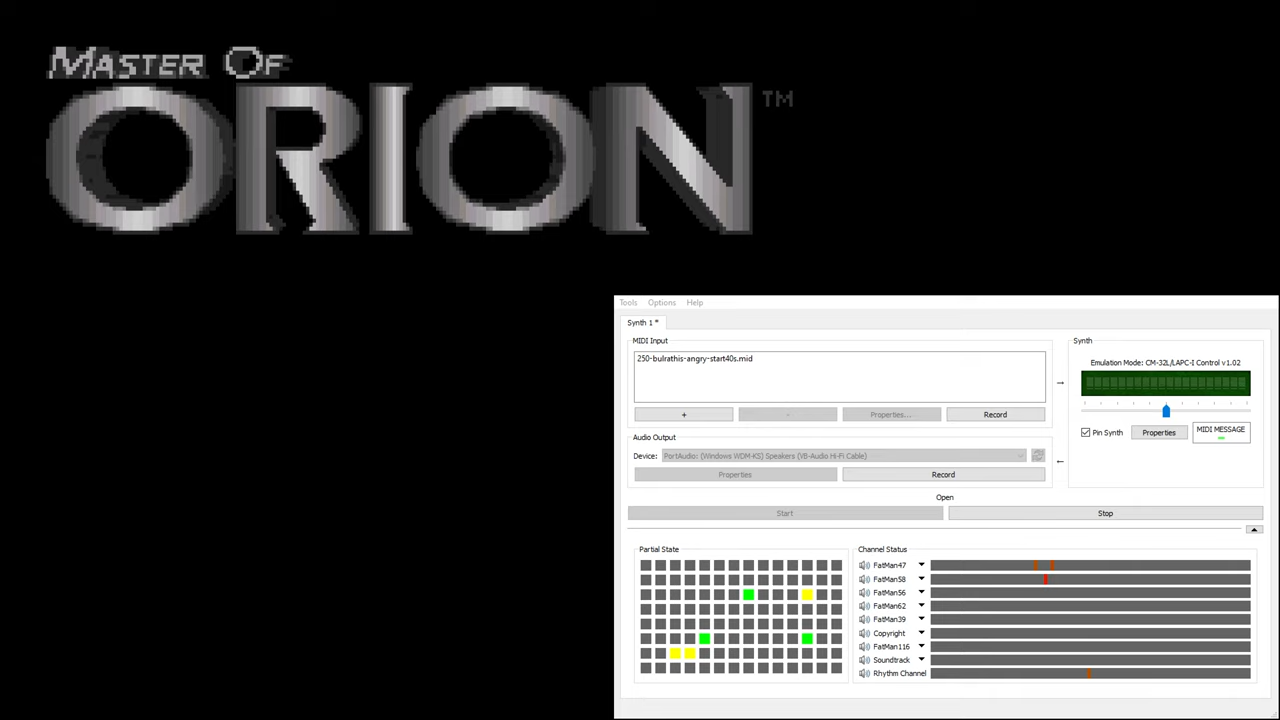 MASTER OF
ORION™
Tools Options Help
Synth 1 *
MIDI Input
250-bulrathis-angry-start40s.mid
+ - Properties... Record
Audio Output
Device: PortAudio: (Windows WDM-KS) Speakers (VB-Audio Hi-Fi Cable)
Properties Record
Synth
Emulation Mode: CM-32L/LAPC-I Control v1.02
Pin Synth Properties MIDI MESSAGE
Open
Start Stop
Partial State
Channel Status
FatMan47
FatMan58
FatMan56
FatMan62
FatMan39
Copyright
FatMan116
Soundtrack
Rhythm Channel